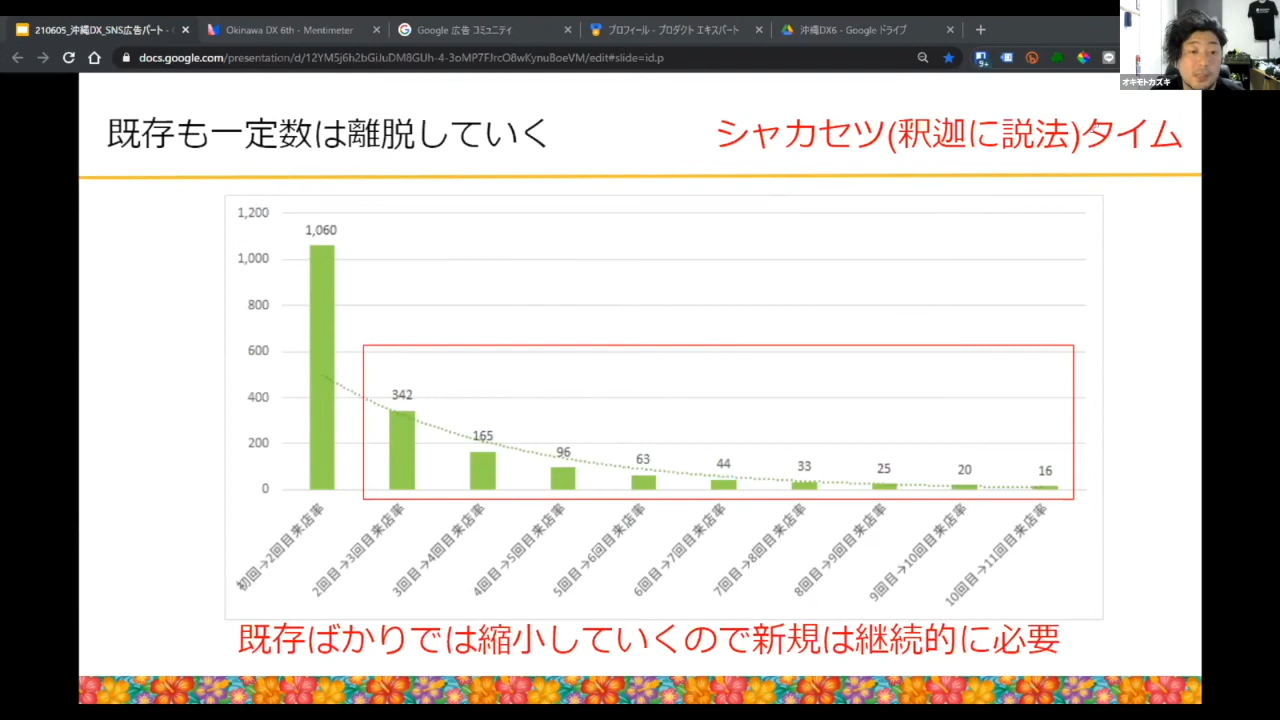 210605_沖縄DX_SNS広告パート -
Okinawa DX 6th - Mentimeter
Google 広告 コミュニティ
プロフィール - プロダクト エキスパート
沖縄DX6 - Google ドライブ
docs.google.com/presentation/d/12YM5j6h2bGiJuDM8GUh-4-3oMP7FJrcO8wKynu8oeVM/edit#slide=id.p
9+
オキモトカズキ
既存も一定数は離脱していく
シャカセツ(釈迦に説法)タイム
1,200
1,000
800
600
400
200
0
1,060
342
165
96
63
44
33
25
20
16
初回→2回目来店率
2回目→3回目来店率
3回目→4回目来店率
4回目→5回目来店率
5回目→6回目来店率
6回目→7回目来店率
7回目→8回目来店率
8回目→9回目来店率
9回目→10回目来店率
10回目→11回目来店率
既存ばかりでは縮小していくので新規は継続的に必要